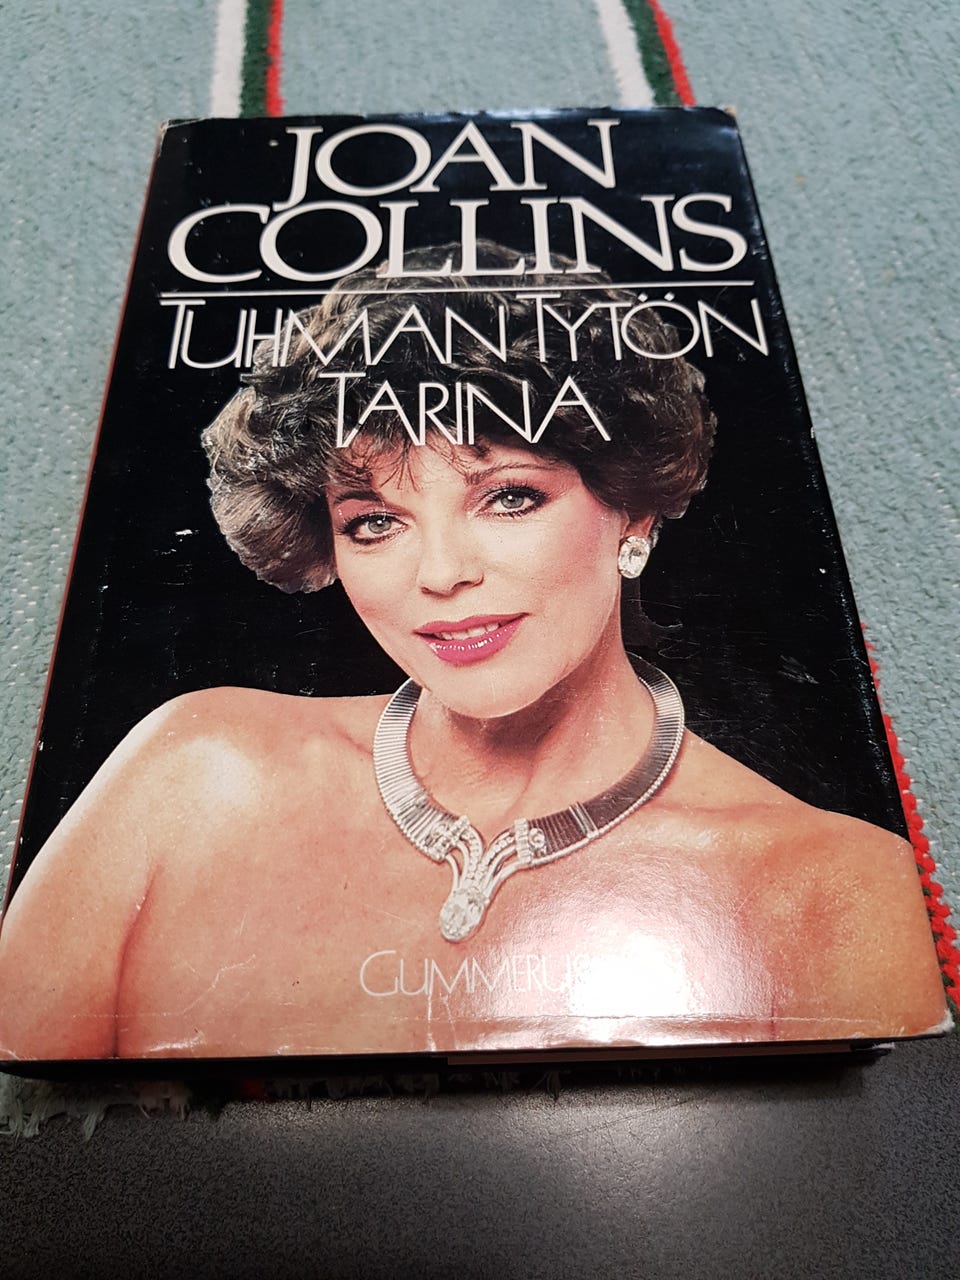 JOAN
COLLINS
TUHMAN TYTÖN
TARINA
GUMMERUS